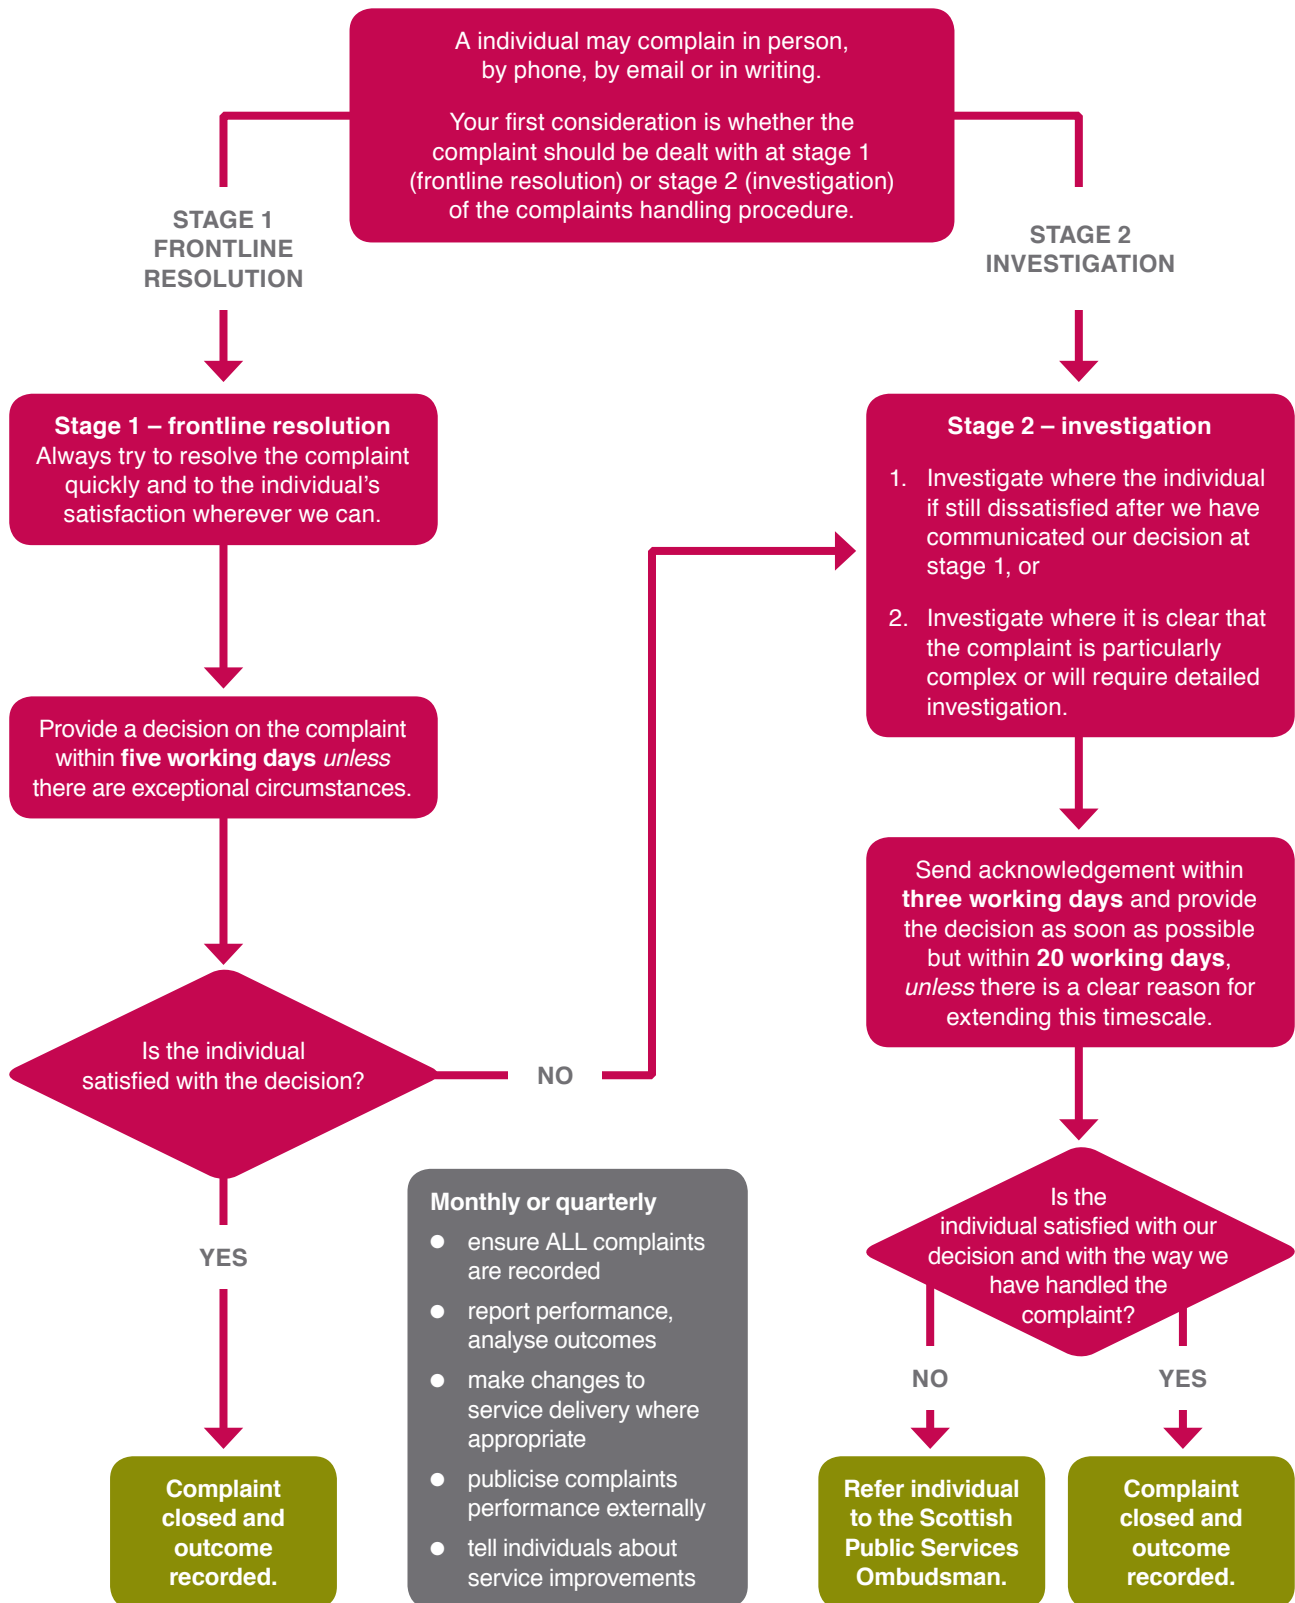 A individual may complain in person,
by phone, by email or in writing.
Your first consideration is whether the
complaint should be dealt with at stage 1
(frontline resolution) or stage 2 (investigation)
of the complaints handling procedure.
STAGE 1
FRONTLINE
RESOLUTION
STAGE 2
INVESTIGATION
Stage 1 – frontline resolution
Always try to resolve the complaint
quickly and to the individual’s
satisfaction wherever we can.
Provide a decision on the complaint
within five working days unless
there are exceptional circumstances.
Is the individual
satisfied with the decision?
NO
YES
Complaint
closed and
outcome
recorded.
Monthly or quarterly
● ensure ALL complaints
are recorded
● report performance,
analyse outcomes
● make changes to
service delivery where
appropriate
● publicise complaints
performance externally
● tell individuals about
service improvements
Stage 2 – investigation
1. Investigate where the individual
if still dissatisfied after we have
communicated our decision at
stage 1, or
2. Investigate where it is clear that
the complaint is particularly
complex or will require detailed
investigation.
Send acknowledgement within
three working days and provide
the decision as soon as possible
but within 20 working days,
unless there is a clear reason for
extending this timescale.
Is the
individual satisfied with our
decision and with the way we
have handled the
complaint?
NO
YES
Refer individual
to the Scottish
Public Services
Ombudsman.
Complaint
closed and
outcome
recorded.